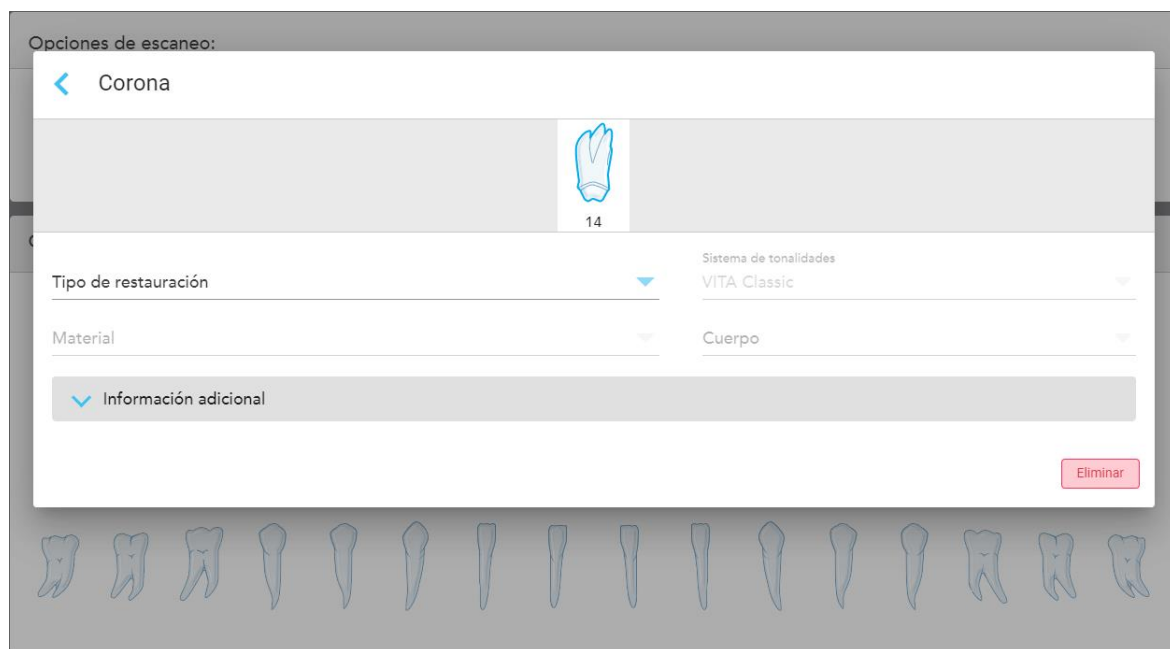 Opciones de escaneo:
Corona
14
Sistema de tonalidades
Tipo de restauración
VITA Classic
Material
Cuerpo
Información adicional
Eliminar